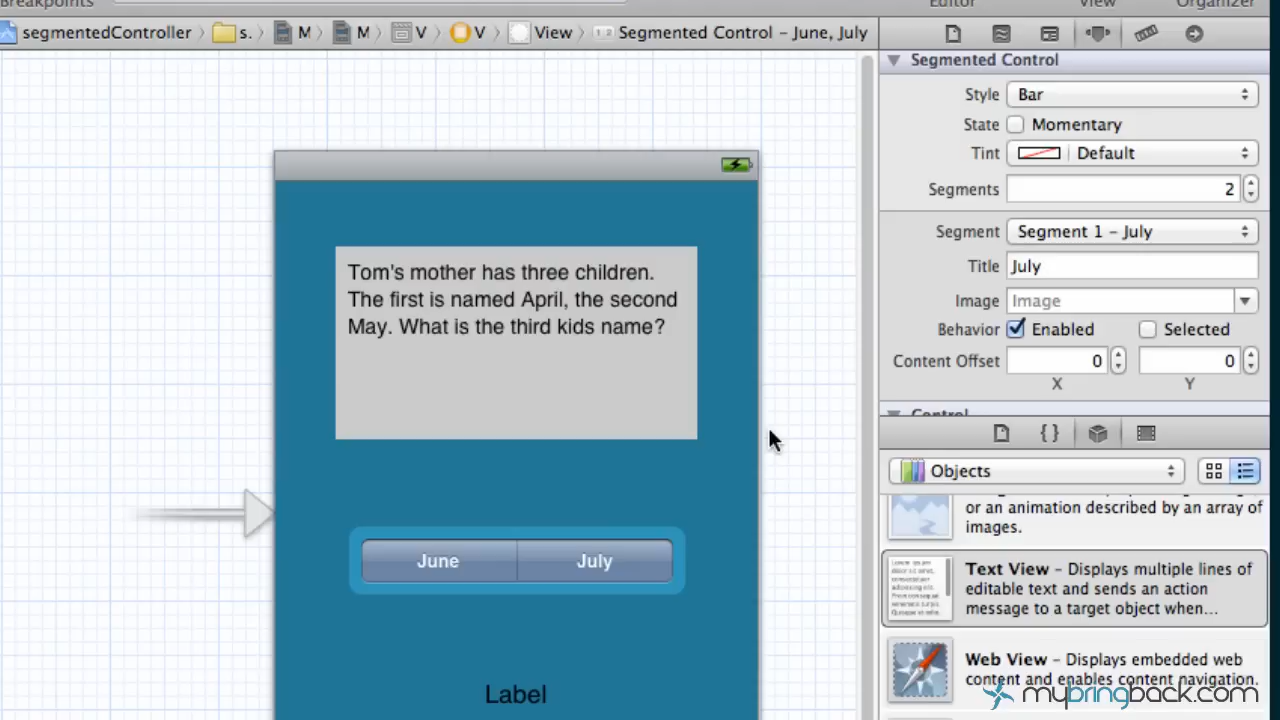 Breakpoints
Editor
View
Organizer
segmentedController
s.
M
M
V
V
View
Segmented Control - June, July
Segmented Control
Style
Bar
State
Momentary
Tint
Default
Segments
2
Segment
Segment 1 - July
Title
July
Image
Image
Behavior
Enabled
Selected
Content Offset
0
0
X
Y
Control
Tom's mother has three children.
The first is named April, the second
May. What is the third kids name?
June
July
Label
{ }
Objects
or an animation described by an array of
images.
Text View - Displays multiple lines of
editable text and sends an action
message to a target object when...
Web View - Displays embedded web
content and enables content navigation.
mybringback.com